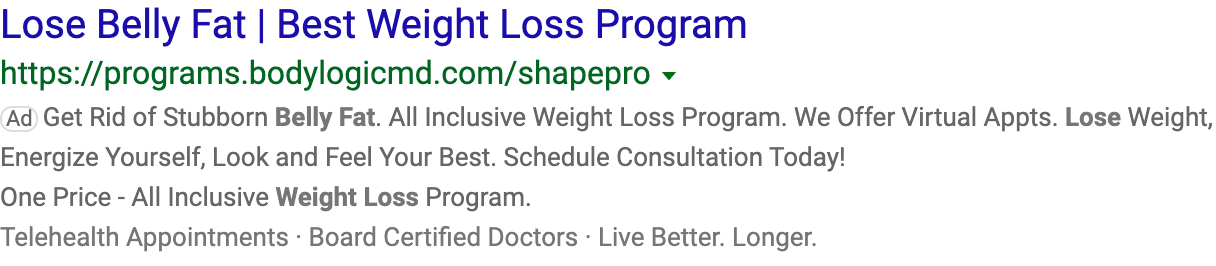 Lose Belly Fat | Best Weight Loss Program
https://programs.bodylogicmd.com/shapepro
Ad Get Rid of Stubborn Belly Fat. All Inclusive Weight Loss Program. We Offer Virtual Appts. Lose Weight,
Energize Yourself, Look and Feel Your Best. Schedule Consultation Today!
One Price - All Inclusive Weight Loss Program.
Telehealth Appointments · Board Certified Doctors · Live Better. Longer.